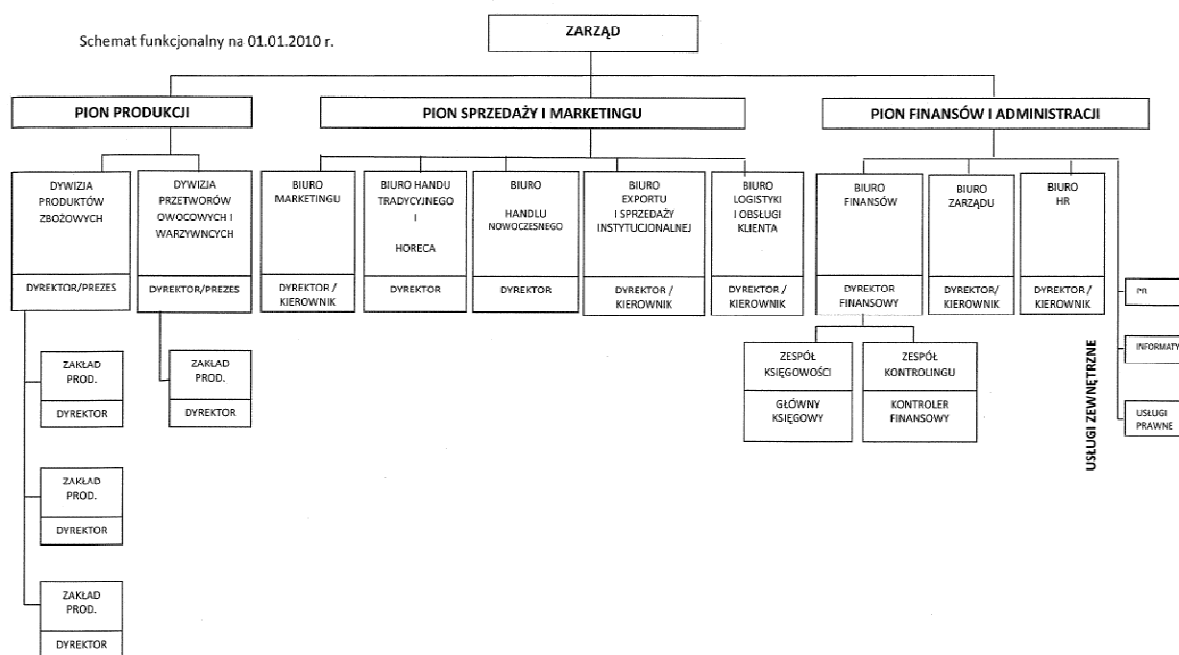 Schemat funkcjonalny na 01.01.2010 r.
ZARZĄD
PION PRODUKCJI
PION SPRZEDAŻY I MARKETINGU
PION FINANSÓW I ADMINISTRACJI
DYWIZJA
PRODUKTÓW
ZBOŻOWYCH
DYREKTOR/PREZES
DYWIZJA
PRZETWORÓW
OWOCOWYCH I
WARZYWNCYCH
DYREKTOR/PREZES
BIURO
MARKETINGU
DYREKTOR /
KIEROWNIK
BIURO HANDU
TRADYCYJNEGO
I
HORECA
DYREKTOR
BIURO
HANDLU
NOWOCZESNEGO
DYREKTOR
BIURO
EXPORTU
I SPRZEDAŻY
INSTYTUCJONALNEJ
DYREKTOR /
KIEROWNIK
BIURO
LOGISTYKI
I OBSŁUGI
KLIENTA
DYREKTOR /
KIEROWNIK
BIURO
FINANSÓW
DYREKTOR
FINANSOWY
BIURO
ZARZĄDU
DYREKTOR/
KIEROWNIK
BIURO
HR
DYREKTOR /
KIEROWNIK
ZAKŁAD
PROD.
DYREKTOR
ZAKŁAD
PROD.
DYREKTOR
ZESPÓŁ
KSIĘGOWOŚCI
GŁÓWNY
KSIĘGOWY
ZESPÓŁ
KONTROLINGU
KONTROLER
FINANSOWY
USŁUGI ZEWNĘTRZNE
PR
INFORMATY
USŁUGI
PRAWNE
ZAKŁAD
PROD.
DYREKTOR
ZAKŁAD
PROD.
DYREKTOR